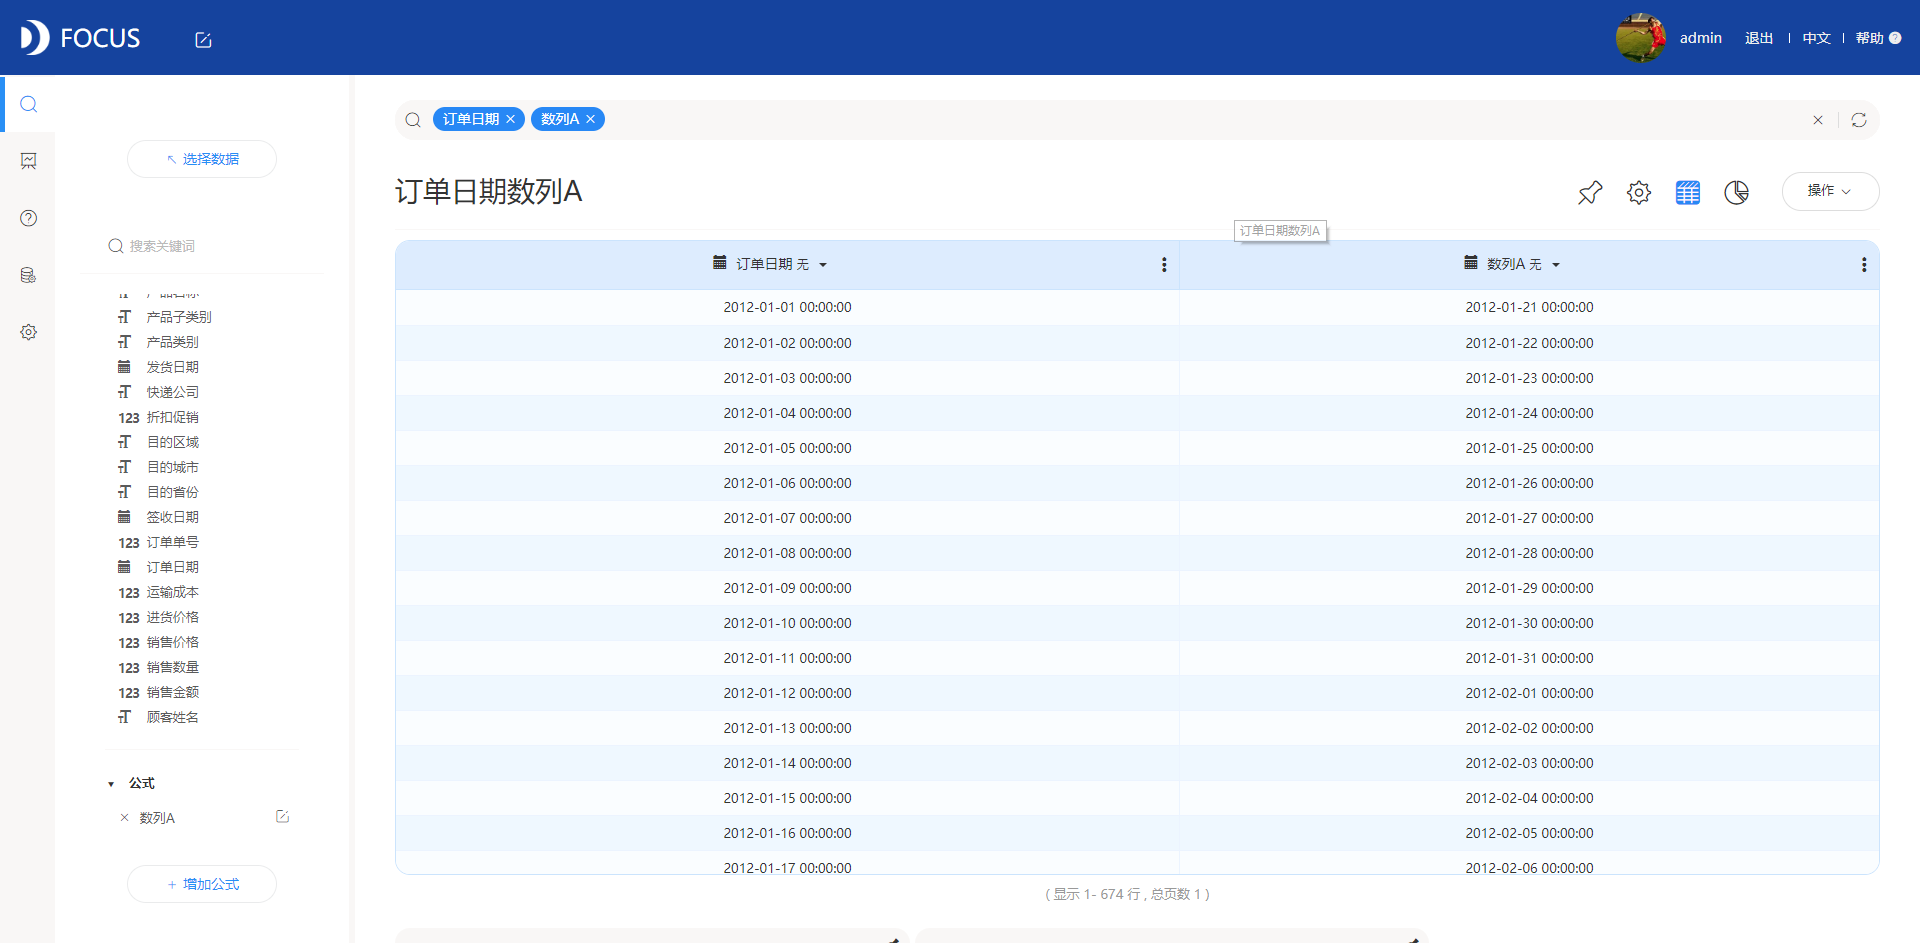 FOCUS
admin 退出 中文 帮助 ?
订单日期 × 数列A ×
选择数据
订单日期数列A
操作
订单日期数列A
搜索关键词
产品名称
产品子类别
产品类别
发货日期
快递公司
123 折扣促销
目的区域
目的城市
目的省份
签收日期
123 订单单号
订单日期
123 运输成本
123 进货价格
123 销售价格
123 销售数量
123 销售金额
顾客姓名
公式
× 数列A
+ 增加公式
订单日期 无 数列A 无
2012-01-01 00:00:00 2012-01-21 00:00:00
2012-01-02 00:00:00 2012-01-22 00:00:00
2012-01-03 00:00:00 2012-01-23 00:00:00
2012-01-04 00:00:00 2012-01-24 00:00:00
2012-01-05 00:00:00 2012-01-25 00:00:00
2012-01-06 00:00:00 2012-01-26 00:00:00
2012-01-07 00:00:00 2012-01-27 00:00:00
2012-01-08 00:00:00 2012-01-28 00:00:00
2012-01-09 00:00:00 2012-01-29 00:00:00
2012-01-10 00:00:00 2012-01-30 00:00:00
2012-01-11 00:00:00 2012-01-31 00:00:00
2012-01-12 00:00:00 2012-02-01 00:00:00
2012-01-13 00:00:00 2012-02-02 00:00:00
2012-01-14 00:00:00 2012-02-03 00:00:00
2012-01-15 00:00:00 2012-02-04 00:00:00
2012-01-16 00:00:00 2012-02-05 00:00:00
2012-01-17 00:00:00 2012-02-06 00:00:00
( 显示 1- 674 行 , 总页数 1 )